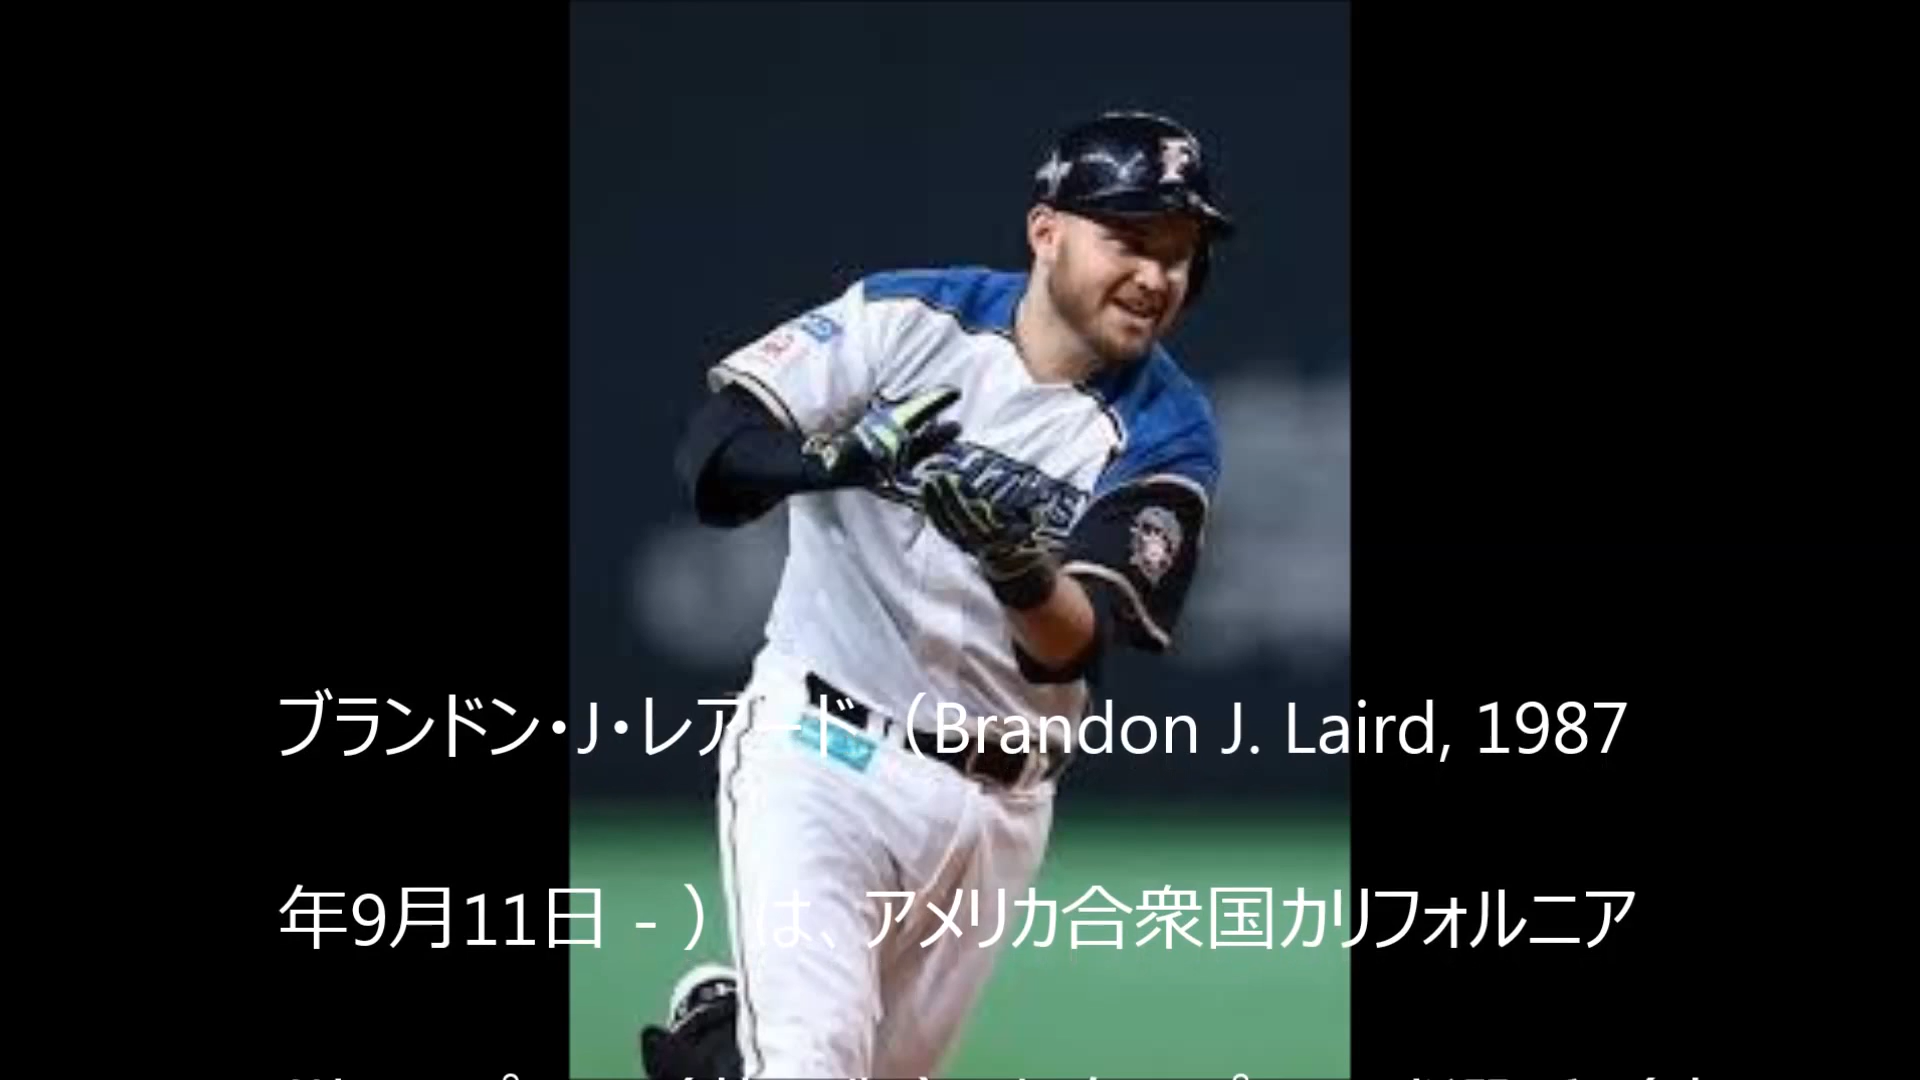 ブランドン・J・レアード（Brandon J. Laird, 1987
年9月11日 - ）は、アメリカ合衆国カリフォルニア
F